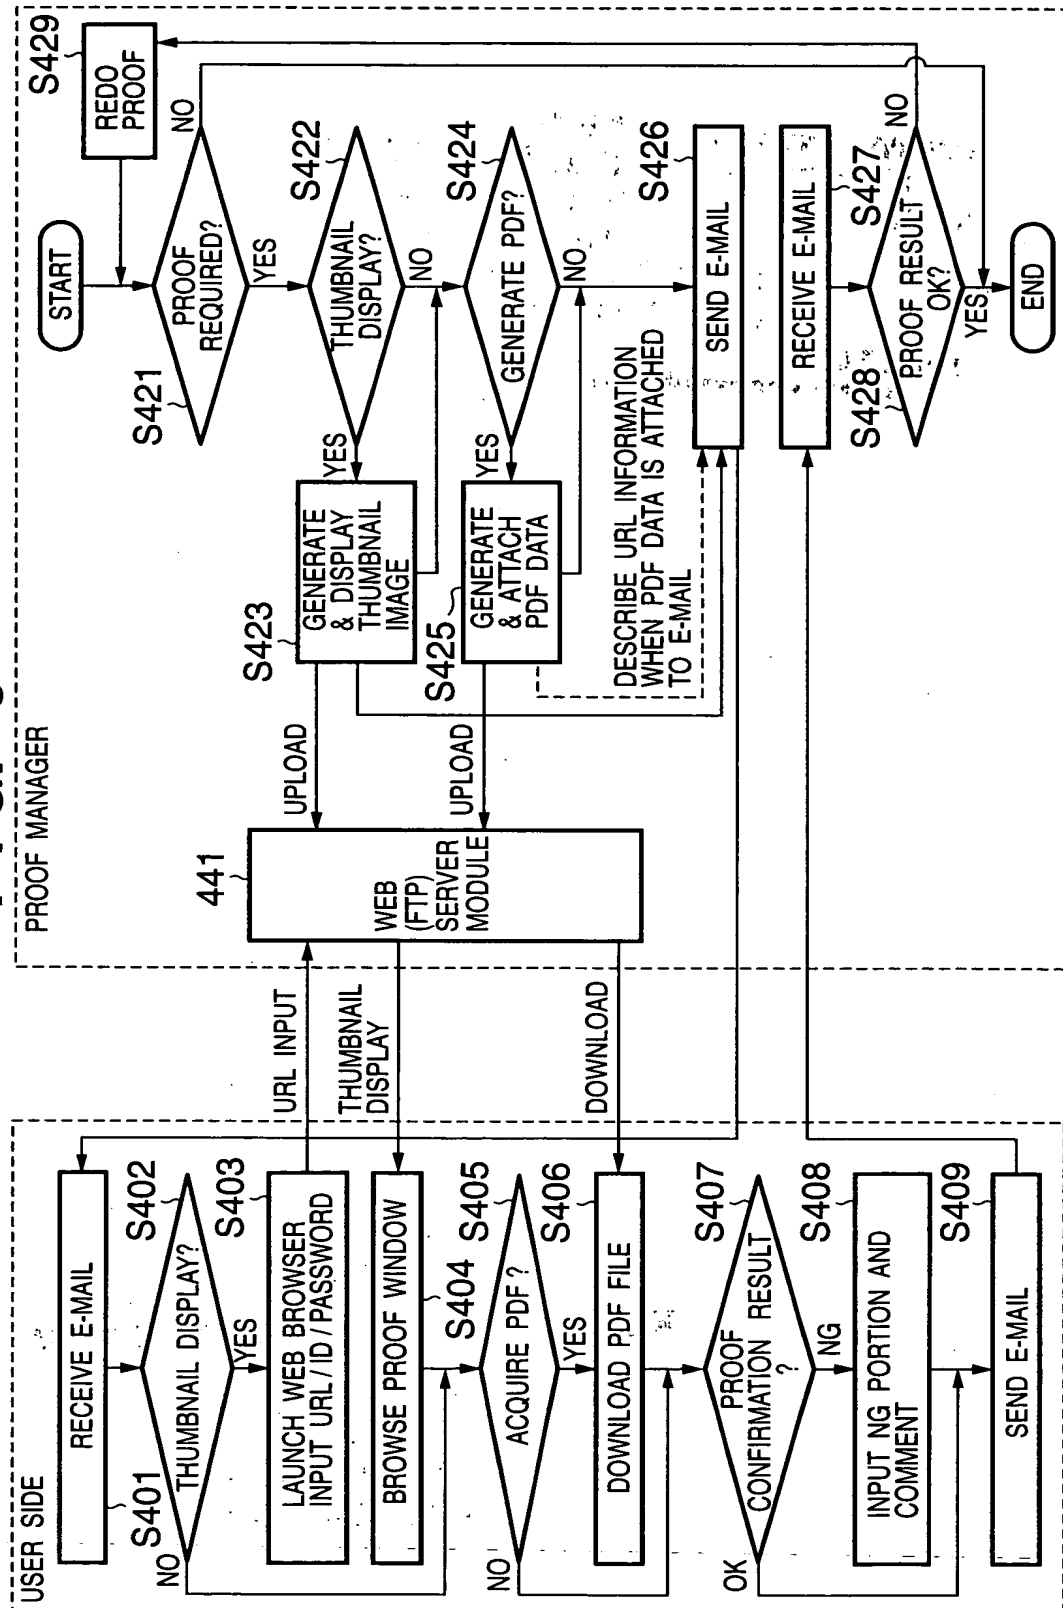 USER SIDE
RECEIVE E-MAIL
S401
THUMBNAIL DISPLAY?
S402
NO
YES
LAUNCH WEB BROWSER
INPUT URL/ID/PASSWORD
S403
BROWSE PROOF WINDOW
S404
ACQUIRE PDF?
S405
NO
YES
DOWNLOAD PDF FILE
S406
PROOF
CONFIRMATION RESULT
?
S407
OK
NG
INPUT NG PORTION AND
COMMENT
S408
SEND E-MAIL
S409
URL INPUT
THUMBNAIL
DISPLAY
DOWNLOAD
PROOF MANAGER
441
WEB
(FTP)
SERVER
MODULE
UPLOAD
UPLOAD
START
S429
REDO
PROOF
S421
PROOF
REQUIRED?
NO
YES
S422
THUMBNAIL
DISPLAY?
YES
NO
S423
GENERATE
& DISPLAY
THUMBNAIL
IMAGE
S424
GENERATE PDF?
YES
NO
S425
GENERATE
& ATTACH
PDF DATA
DESCRIBE URL INFORMATION
WHEN PDF DATA IS ATTACHED
TO E-MAIL
SEND E-MAIL
S426
RECEIVE E-MAIL
S427
S428
PROOF RESULT
OK?
NO
YES
END